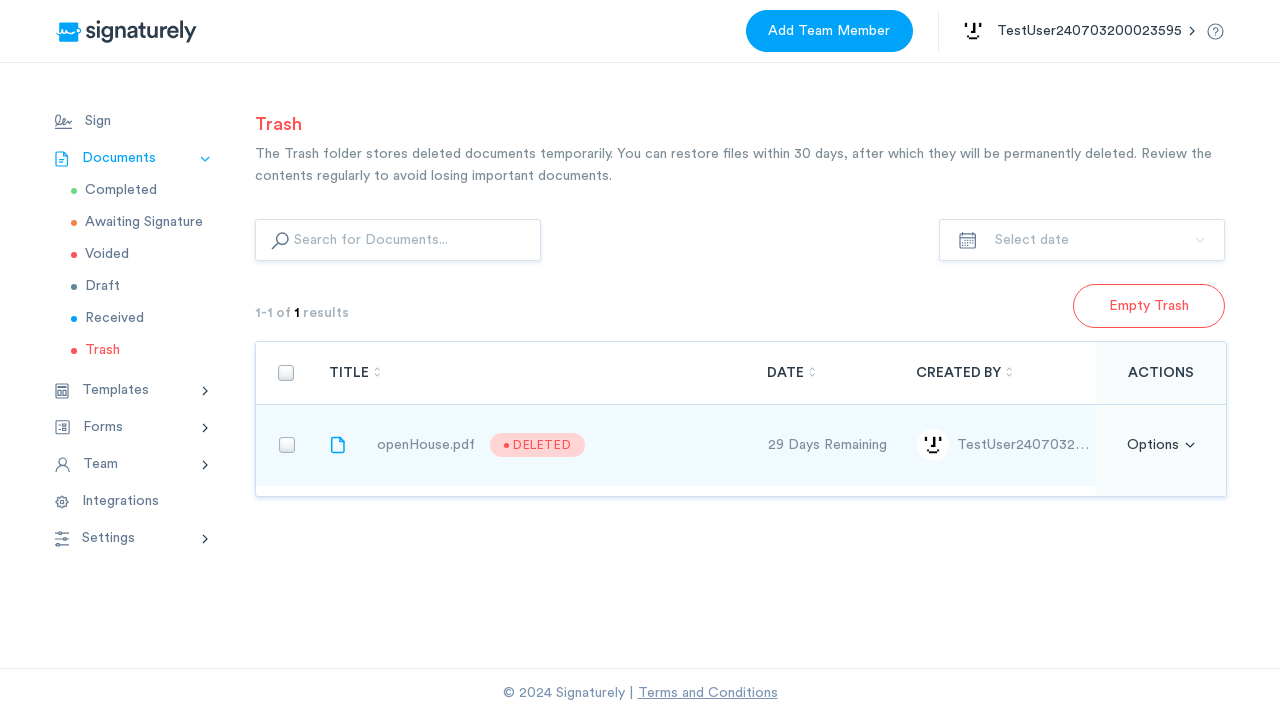 signaturely
Add Team Member
TestUser240703200023595
Sign
Documents
Completed
Awaiting Signature
Voided
Draft
Received
Trash
Templates
Forms
Team
Integrations
Settings
Trash
The Trash folder stores deleted documents temporarily. You can restore files within 30 days, after which they will be permanently deleted. Review the
contents regularly to avoid losing important documents.
Search for Documents...
Select date
1-1 of 1 results
Empty Trash
TITLE DATE CREATED BY ACTIONS
openHouse.pdf DELETED 29 Days Remaining TestUser2407032... Options
© 2024 Signaturely | Terms and Conditions